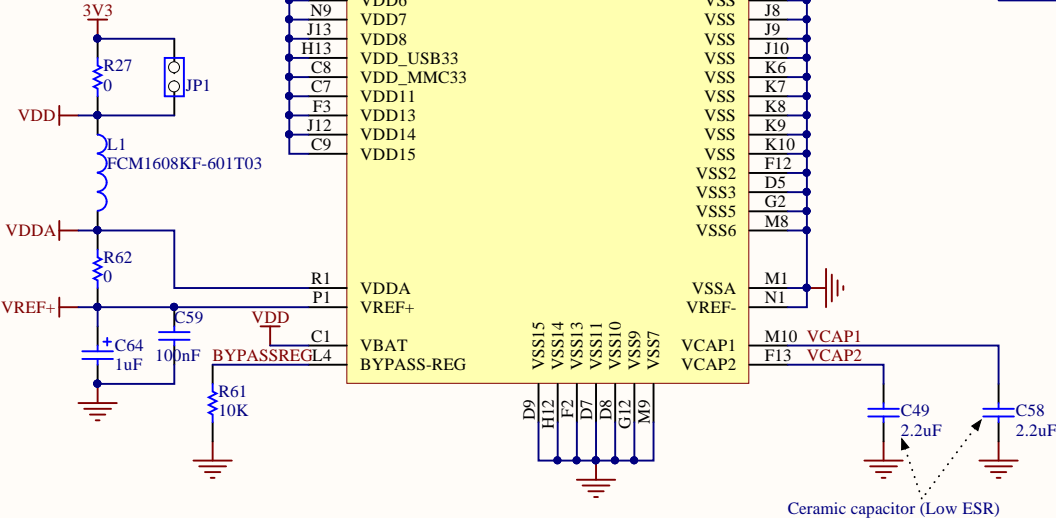 VDD6
VSS
N9
VDD7
VSS
J8
3V3
J13
VDD8
VSS
J9
H13
VDD_USB33
VSS
J10
R27
0
JP1
C8
VDD_MMC33
VSS
K6
C7
VDD11
VSS
K7
VDD
F3
VDD13
VSS
K8
J12
VDD14
VSS
K9
L1
FCM1608KF-601T03
C9
VDD15
VSS
K10
VSS2
F12
VSS3
D5
VSS5
G2
VDDA
VSS6
M8
R62
0
R1
VDDA
VSSA
M1
VREF+
P1
VREF+
VREF-
N1
C59
100nF
VDD
C64
1uF
+
C1
VBAT
VCAP1
M10
VCAP1
BYPASSREG
L4
BYPASS-REG
VCAP2
F13
VCAP2
VSS15
VSS14
VSS13
VSS11
VSS10
VSS9
VSS7
R61
10K
D9
H12
F2
D7
D8
G12
M9
C49
2.2uF
C58
2.2uF
Ceramic capacitor (Low ESR)